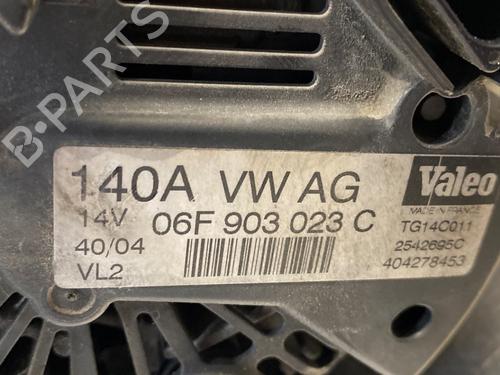 B-PARTS
140A VW AG
Valeo
MADE IN FRANCE
14V 06F 903 023 C
TG14C011
40/04
2542695C
VL2
404278453